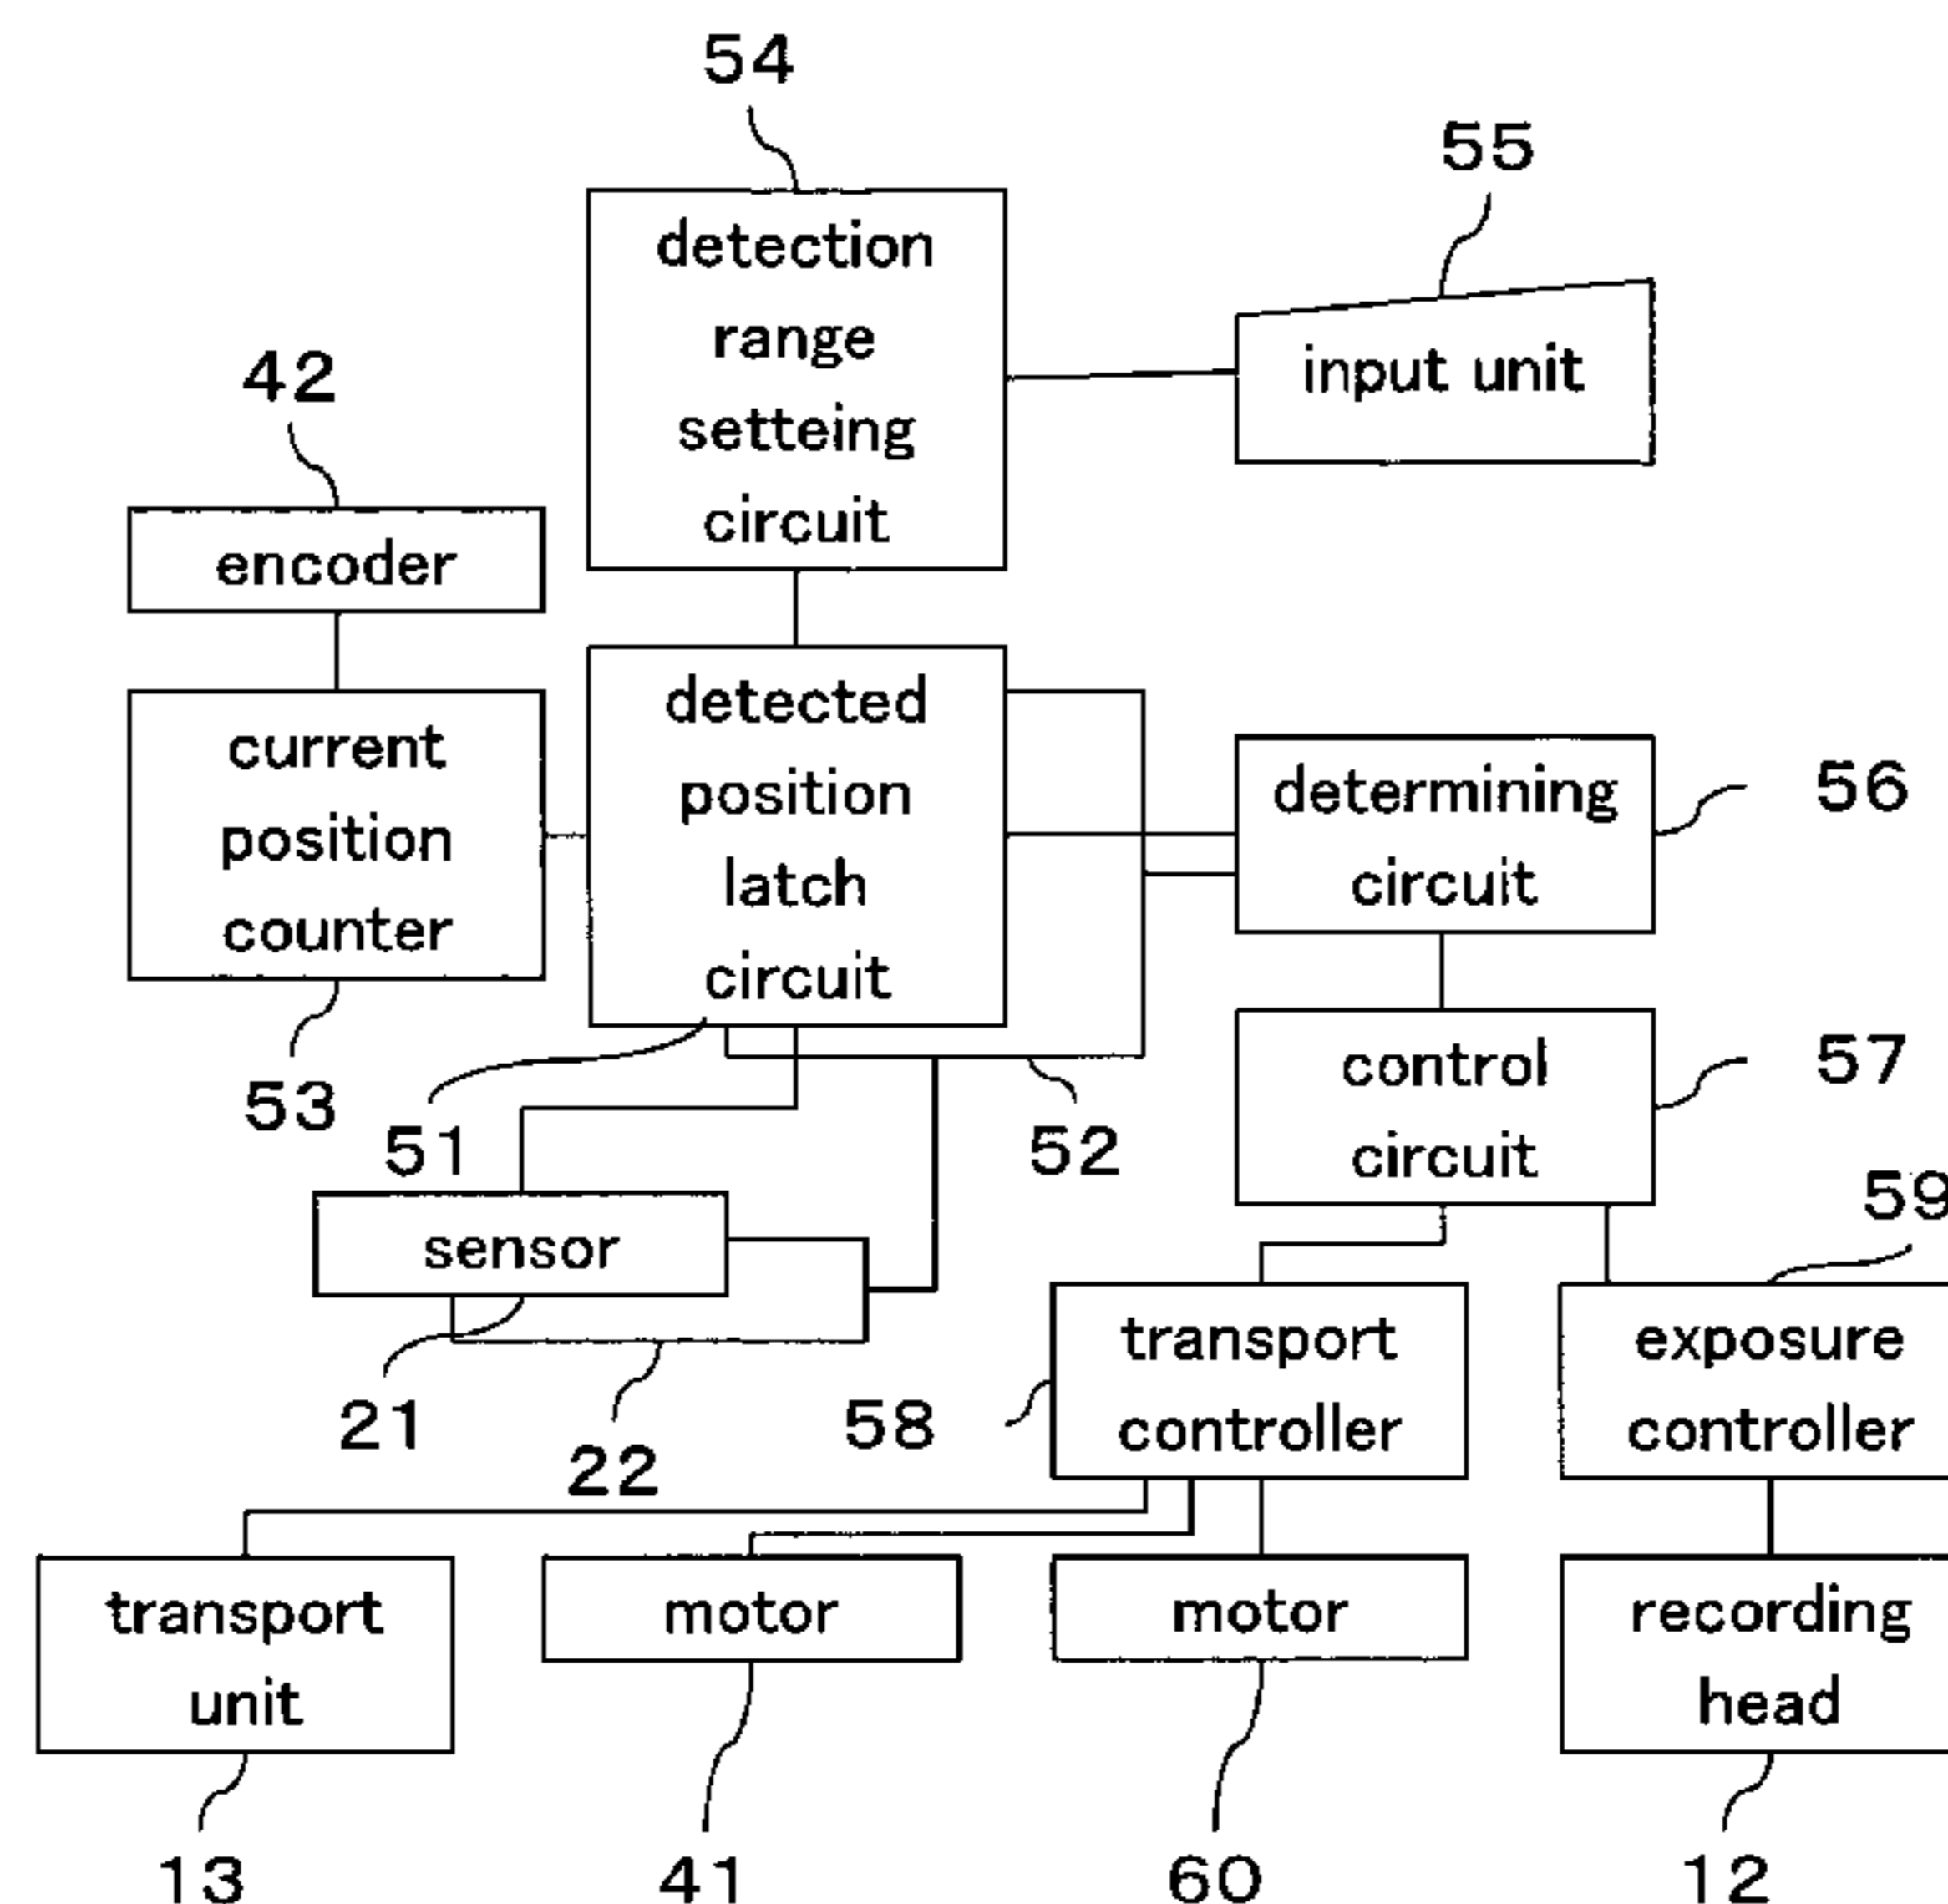 54
55
detection
range
setteing
circuit
input unit
42
encoder
current
position
counter
53
detected
position
latch
circuit
51
52
determining
circuit
56
control
circuit
57
59
sensor
21
22
58
transport
controller
exposure
controller
transport
unit
motor
motor
recording
head
13
41
60
12